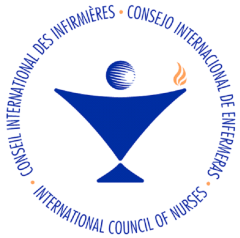 CONSEIL INTERNATIONAL DES INFIRMIÈRES
CONSEJO INTERNACIONAL DE ENFERMERAS
INTERNATIONAL COUNCIL OF NURSES